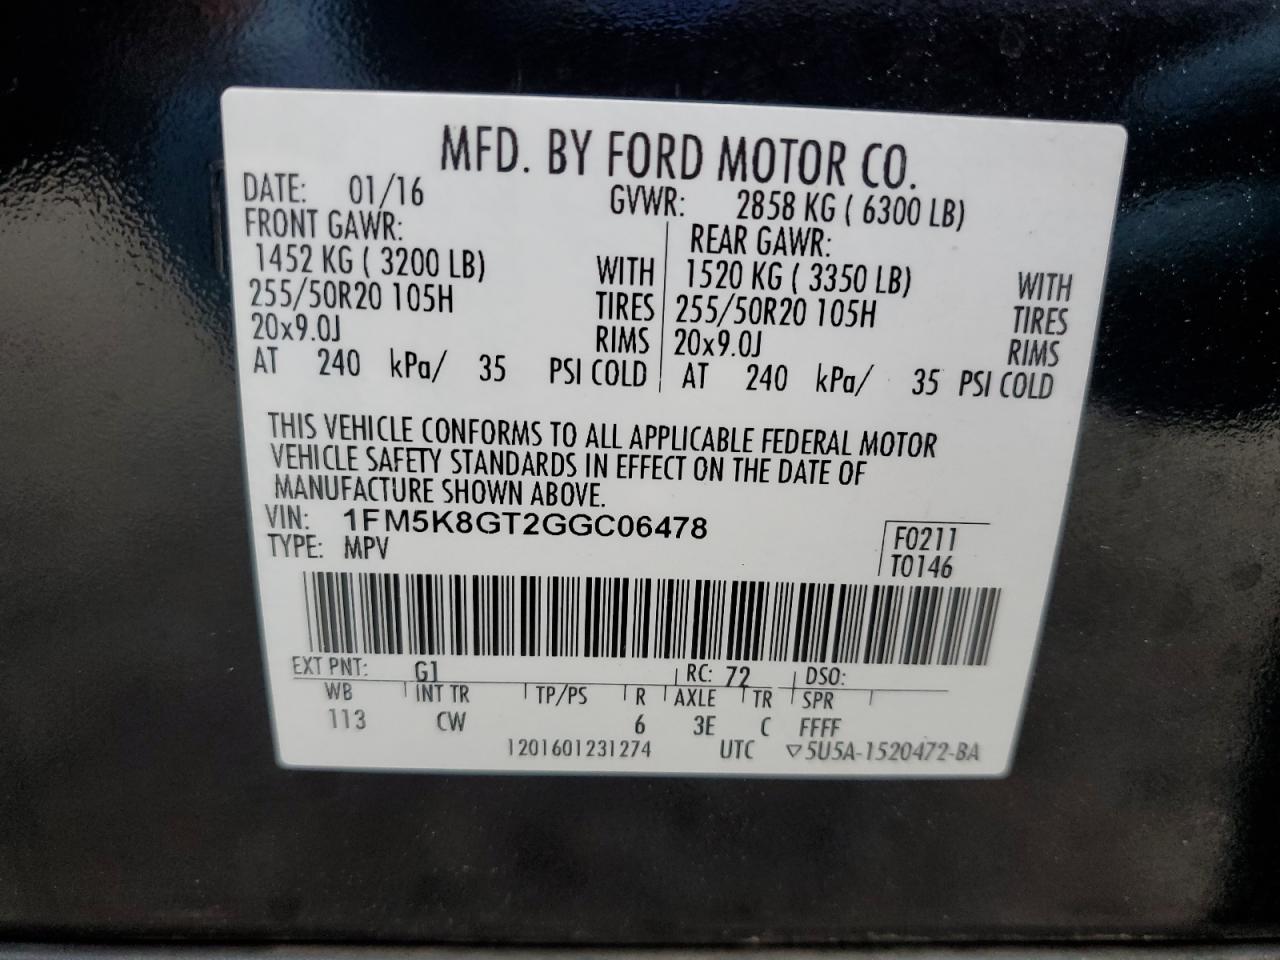 MFD. BY FORD MOTOR CO.
DATE: 01/16 GVWR: 2858 KG ( 6300 LB)
FRONT GAWR: REAR GAWR:
1452 KG ( 3200 LB) WITH 1520 KG ( 3350 LB) WITH
255/50R20 105H TIRES 255/50R20 105H TIRES
20x9.0J RIMS 20x9.0J RIMS
AT 240 kPa/ 35 PSI COLD AT 240 kPa/ 35 PSI COLD
THIS VEHICLE CONFORMS TO ALL APPLICABLE FEDERAL MOTOR
VEHICLE SAFETY STANDARDS IN EFFECT ON THE DATE OF
MANUFACTURE SHOWN ABOVE.
VIN: 1FM5K8GT2GGC06478 F0211
TYPE: MPV T0146
EXT PNT: G1 RC: 72 DSO:
WB INT TR TP/PS R AXLE TR SPR
113 CW 6 3E C FFFF
1201601231274 UTC ▽5U5A-1520472-BA